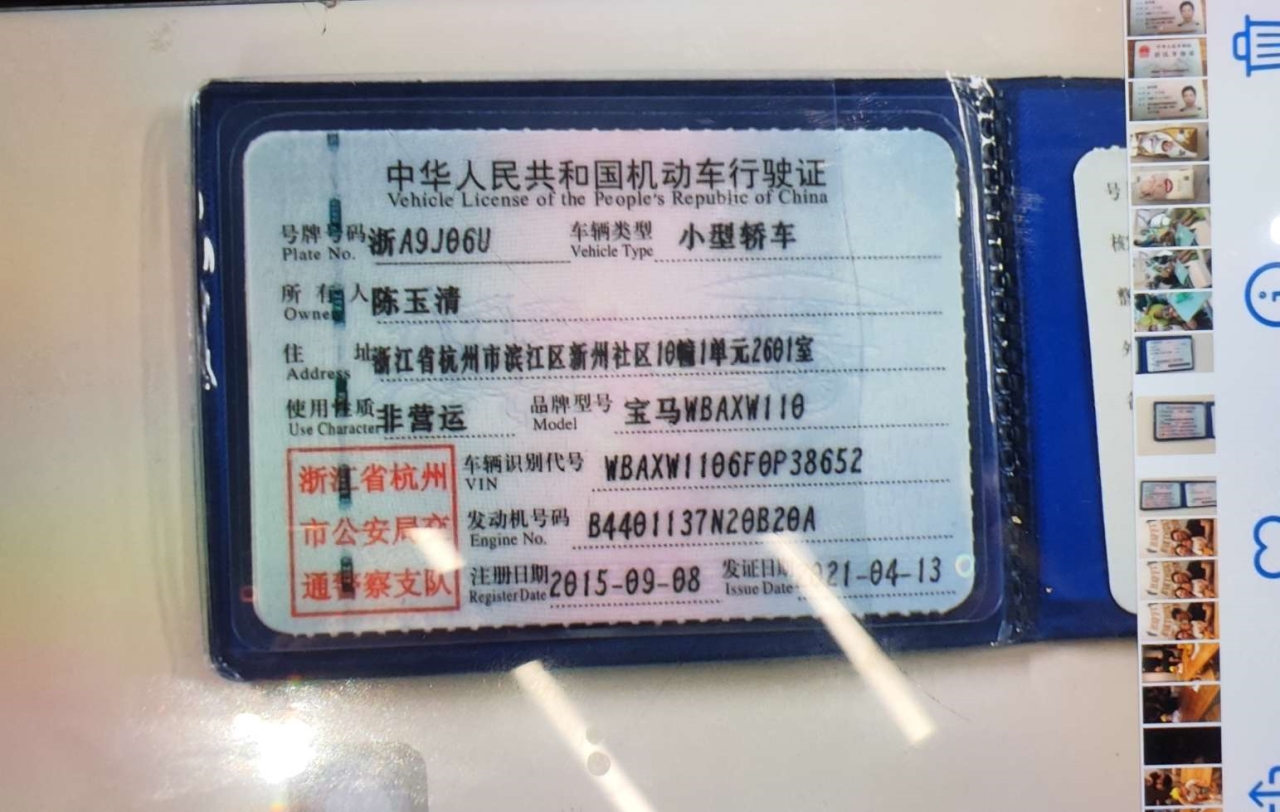 中华人民共和国机动车行驶证
Vehicle License of the People's Republic of China
号牌号码 浙A9J06U 车辆类型 小型轿车
Plate No. Vehicle Type
所有人 陈玉清
Owner
住址 浙江省杭州市滨江区新州社区10幢1单元2601室
Address
使用性质 非营运 品牌型号 宝马WBAXW110
Use Character Model
浙江省杭州
市公安局交
通警察支队
车辆识别代号 WBAXW1106F0P38652
VIN
发动机号码 B4401137N20B20A
Engine No.
注册日期 2015-09-08 发证日期 2021-04-13
Register Date Issue Date
号